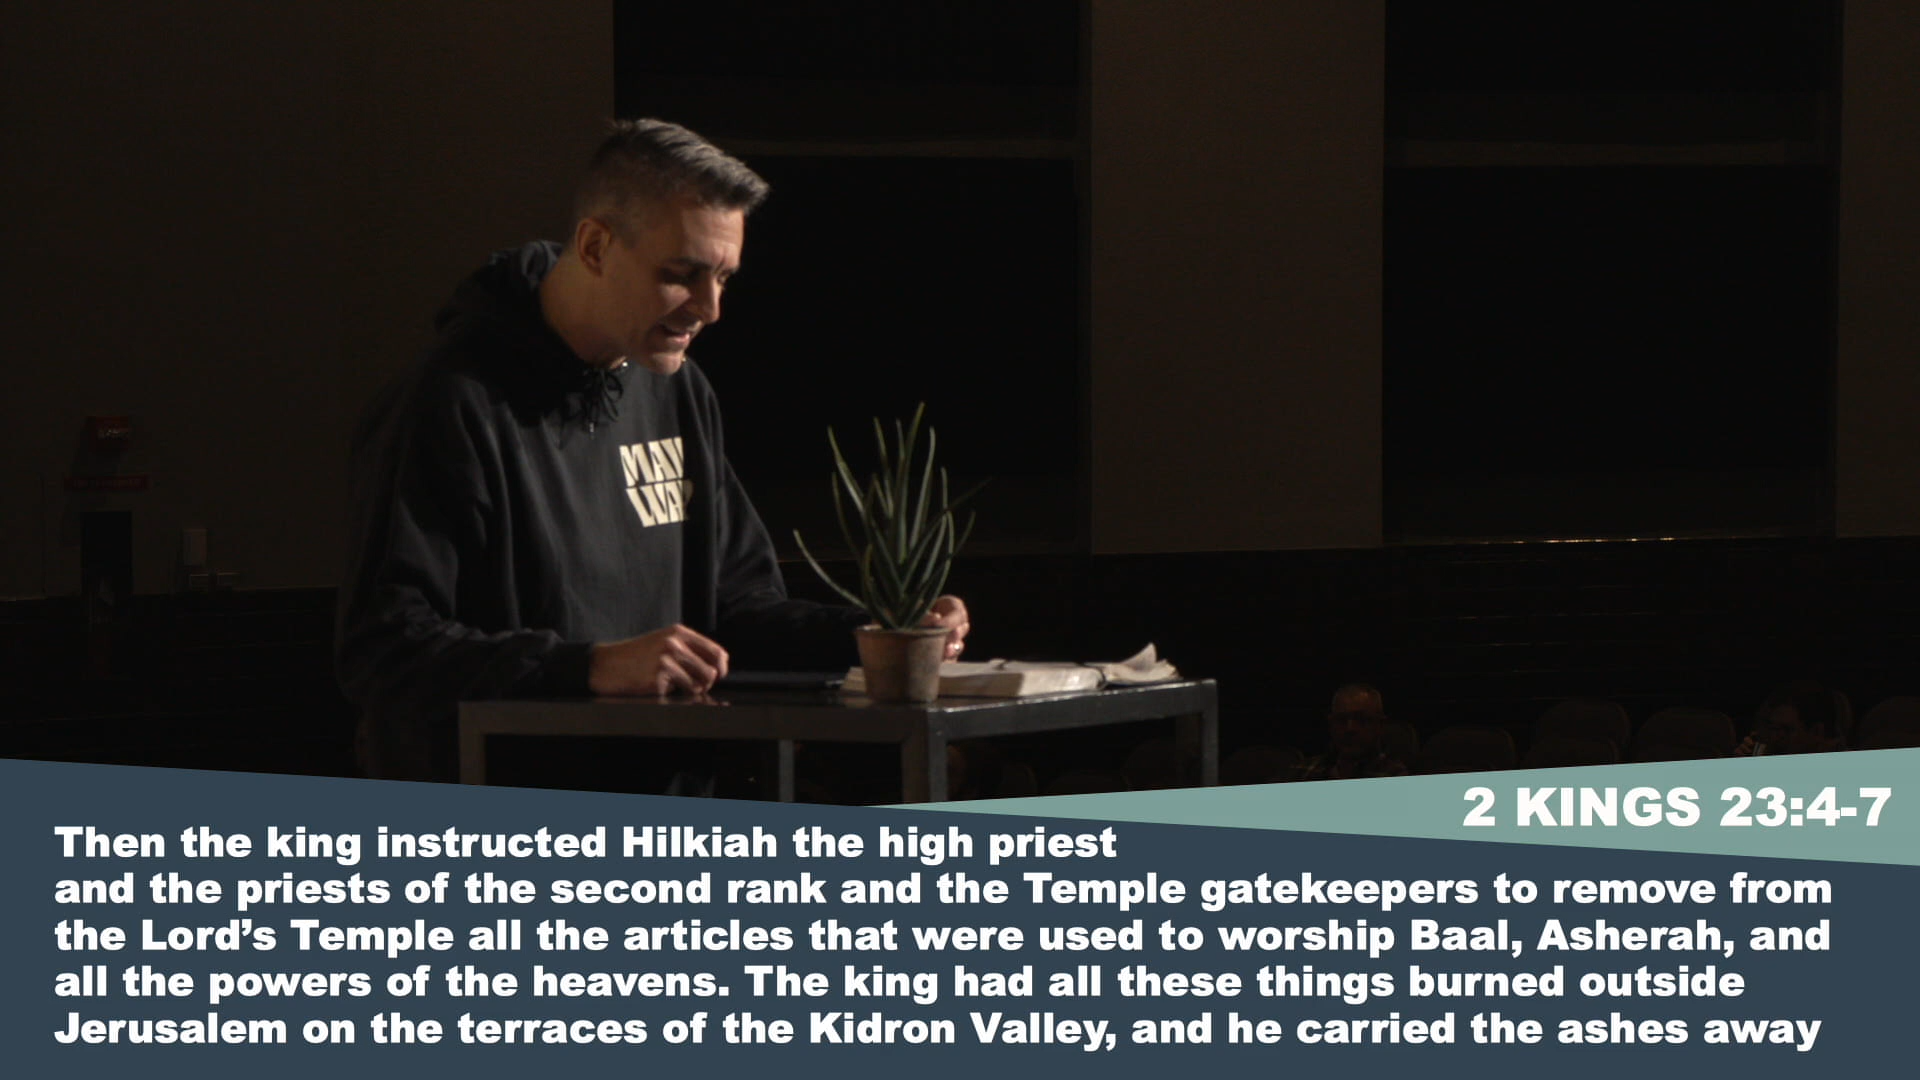 MAV
WAY
2 KINGS 23:4-7
Then the king instructed Hilkiah the high priest
and the priests of the second rank and the Temple gatekeepers to remove from
the Lord’s Temple all the articles that were used to worship Baal, Asherah, and
all the powers of the heavens. The king had all these things burned outside
Jerusalem on the terraces of the Kidron Valley, and he carried the ashes away